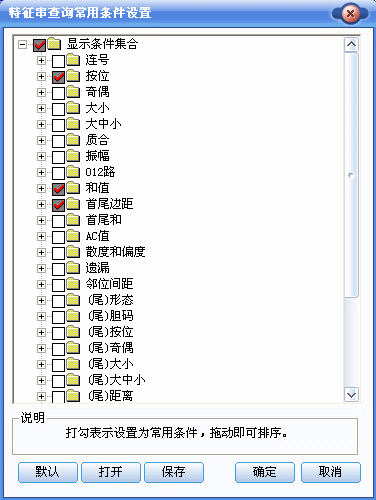 特征串查询常用条件设置
显示条件集合
连号
按位
奇偶
大小
大中小
质合
振幅
012路
和值
首尾边距
首尾和
AC值
散度和偏度
遗漏
邻位间距
(尾)形态
(尾)胆码
(尾)按位
(尾)奇偶
(尾)大小
(尾)大中小
(尾)距离
说明
打勾表示设置为常用条件，拖动即可排序。
默认 打开 保存 确定 取消